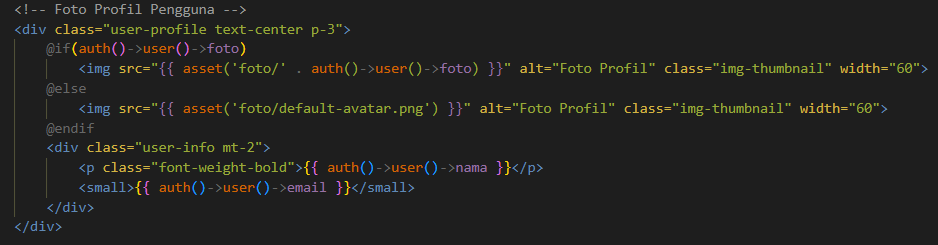 <!-- Foto Profil Pengguna -->
<div class="user-profile text-center p-3">
    @if(auth()->user()->foto)
        <img src="{{ asset('foto/' . auth()->user()->foto) }}" alt="Foto Profil" class="img-thumbnail" width="60">
    @else
        <img src="{{ asset('foto/default-avatar.png') }}" alt="Foto Profil" class="img-thumbnail" width="60">
    @endif
    <div class="user-info mt-2">
        <p class="font-weight-bold">{{ auth()->user()->nama }}</p>
        <small>{{ auth()->user()->email }}</small>
    </div>
</div>